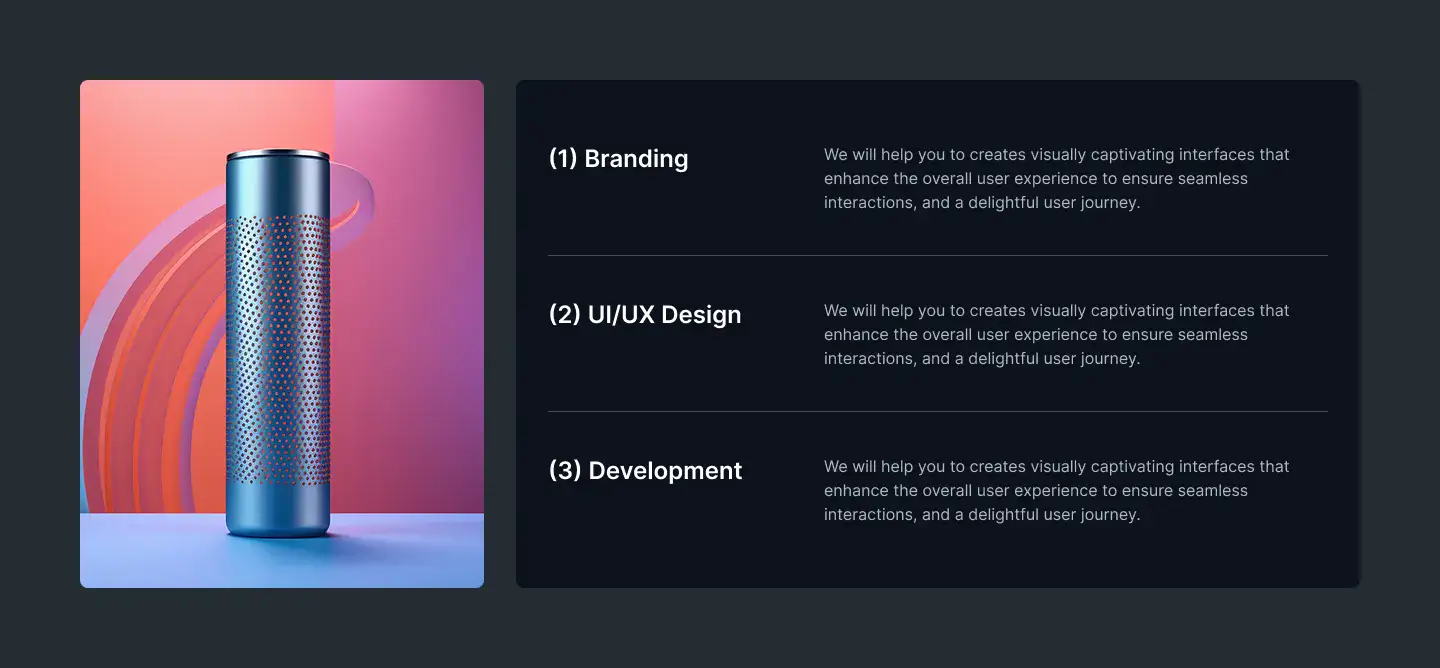 (1) Branding
We will help you to creates visually captivating interfaces that
enhance the overall user experience to ensure seamless
interactions, and a delightful user journey.
(2) UI/UX Design
We will help you to creates visually captivating interfaces that
enhance the overall user experience to ensure seamless
interactions, and a delightful user journey.
(3) Development
We will help you to creates visually captivating interfaces that
enhance the overall user experience to ensure seamless
interactions, and a delightful user journey.